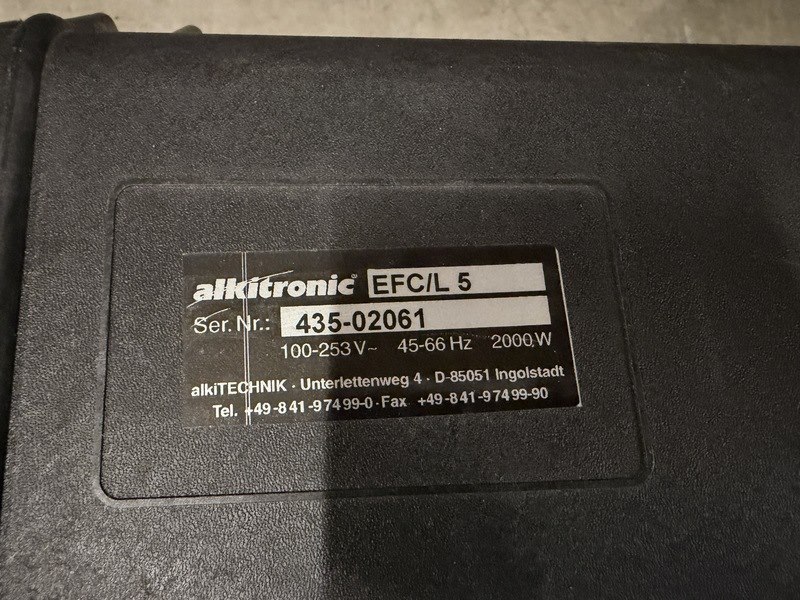 alkitronic® EFC/L 5
Ser. Nr.: 435-02061
100-253 V~ 45-66 Hz 2000W
alkiTECHNIK · Unterlettenweg 4 · D-85051 Ingolstadt
Tel. +49-841-97499-0 · Fax +49-841-97499-90